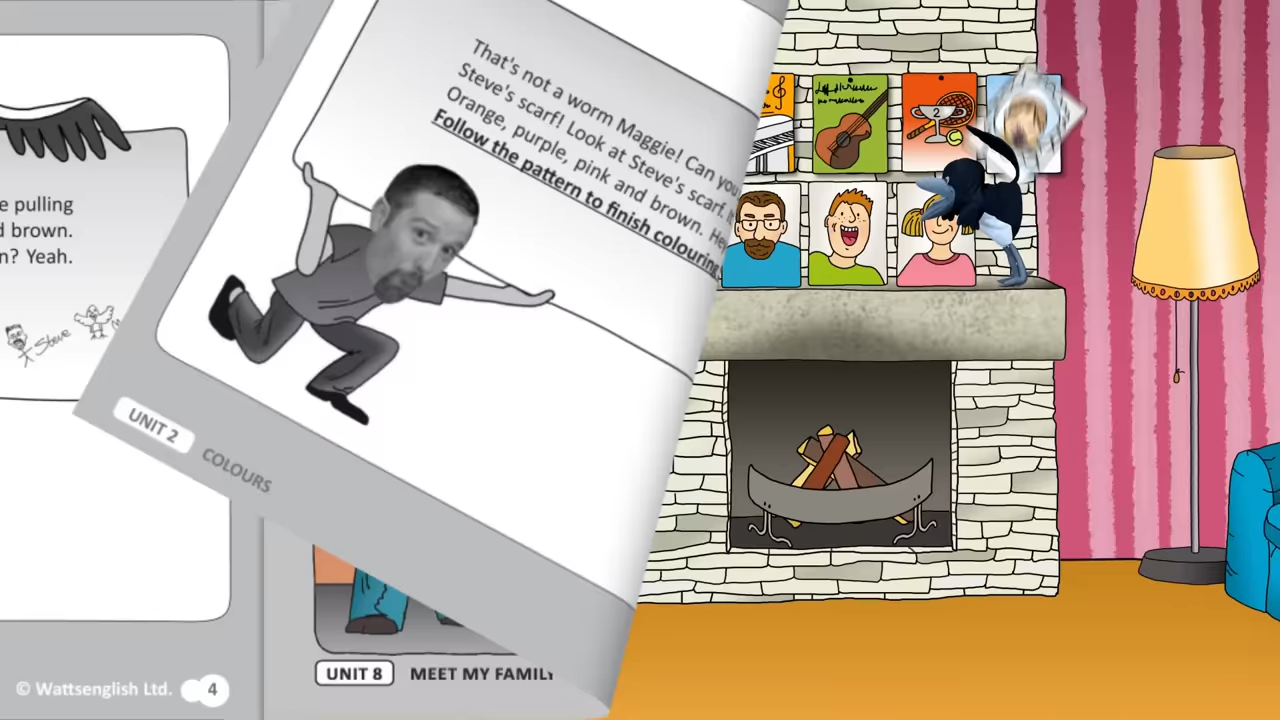 e pulling
d brown.
n? Yeah.
Steve
© Wattsenglish Ltd.
4
That's not a worm Maggie! Can you
Steve's scarf! Look at Steve's scarf.
Orange, purple, pink and brown. He
Follow the pattern to finish colouring
UNIT 2
COLOURS
UNIT 8
MEET MY FAMILY
2